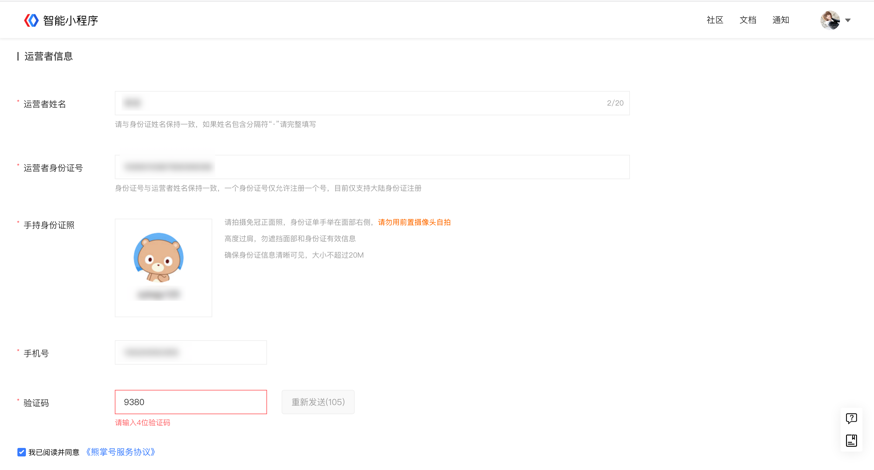 智能小程序
社区 文档 通知
运营者信息
* 运营者姓名
2/20
请与身份证姓名保持一致，如果姓名包含分隔符“·”请完整填写
* 运营者身份证号
身份证号与运营者姓名保持一致，一个身份证号仅允许注册一个号，目前仅支持大陆身份证注册
* 手持身份证照
请拍摄免冠正面照，身份证单手举在面部右侧，请勿用前置摄像头自拍
高度过肩，勿遮挡面部和身份证有效信息
确保身份证信息清晰可见，大小不超过20M
* 手机号
* 验证码
9380
重新发送(105)
请输入4位验证码
我已阅读并同意 《熊掌号服务协议》